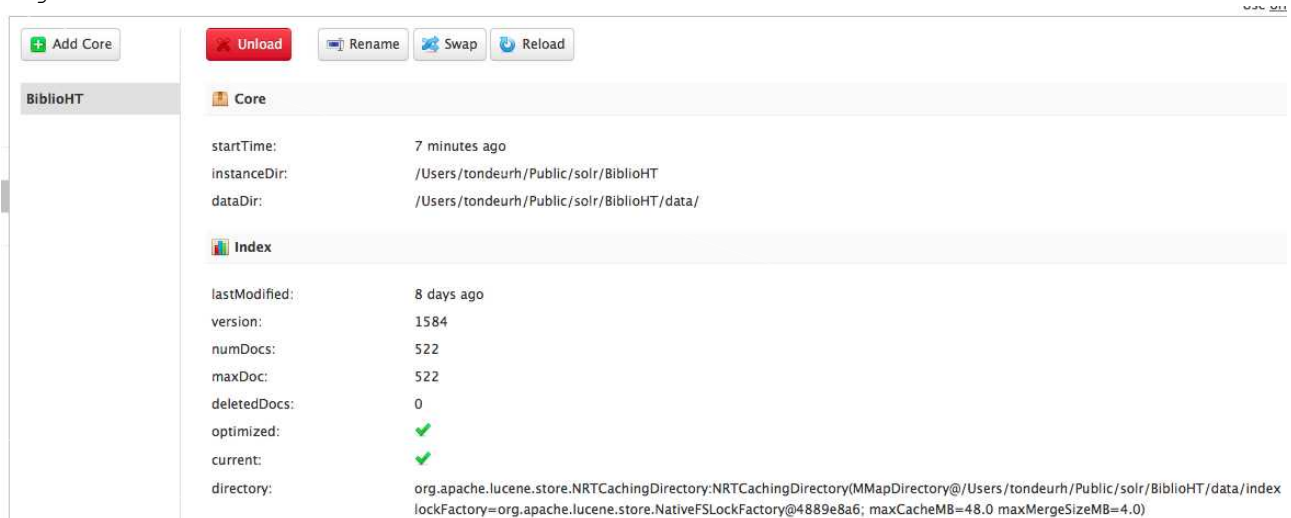 Add Core
Unload
Rename
Swap
Reload
BiblioHT
Core
startTime: 7 minutes ago
instanceDir: /Users/tondeurh/Public/solr/BiblioHT
dataDir: /Users/tondeurh/Public/solr/BiblioHT/data/
Index
lastModified: 8 days ago
version: 1584
numDocs: 522
maxDoc: 522
deletedDocs: 0
optimized:
current:
directory: org.apache.lucene.store.NRTCachingDirectory:NRTCachingDirectory(MMapDirectory@/Users/tondeurh/Public/solr/BiblioHT/data/index
lockFactory=org.apache.lucene.store.NativeFSLockFactory@4889e8a6; maxCacheMB=48.0 maxMergeSizeMB=4.0)